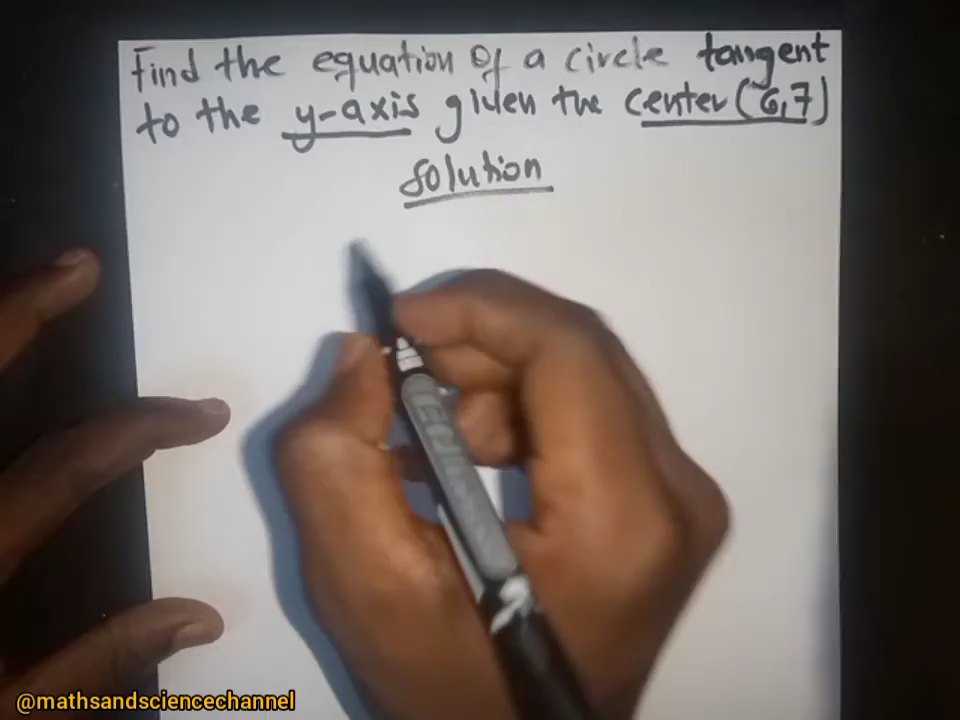 Find the equation of a circle tangent
to the y-axis given the center (6,7)
solution
@mathsandsciencechannel